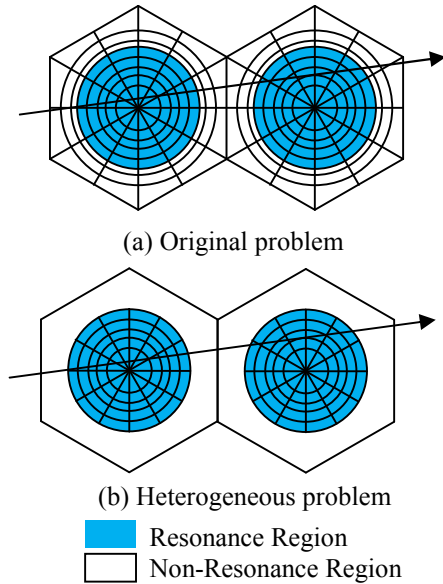 (a) Original problem
(b) Heterogeneous problem
Resonance Region
Non-Resonance Region